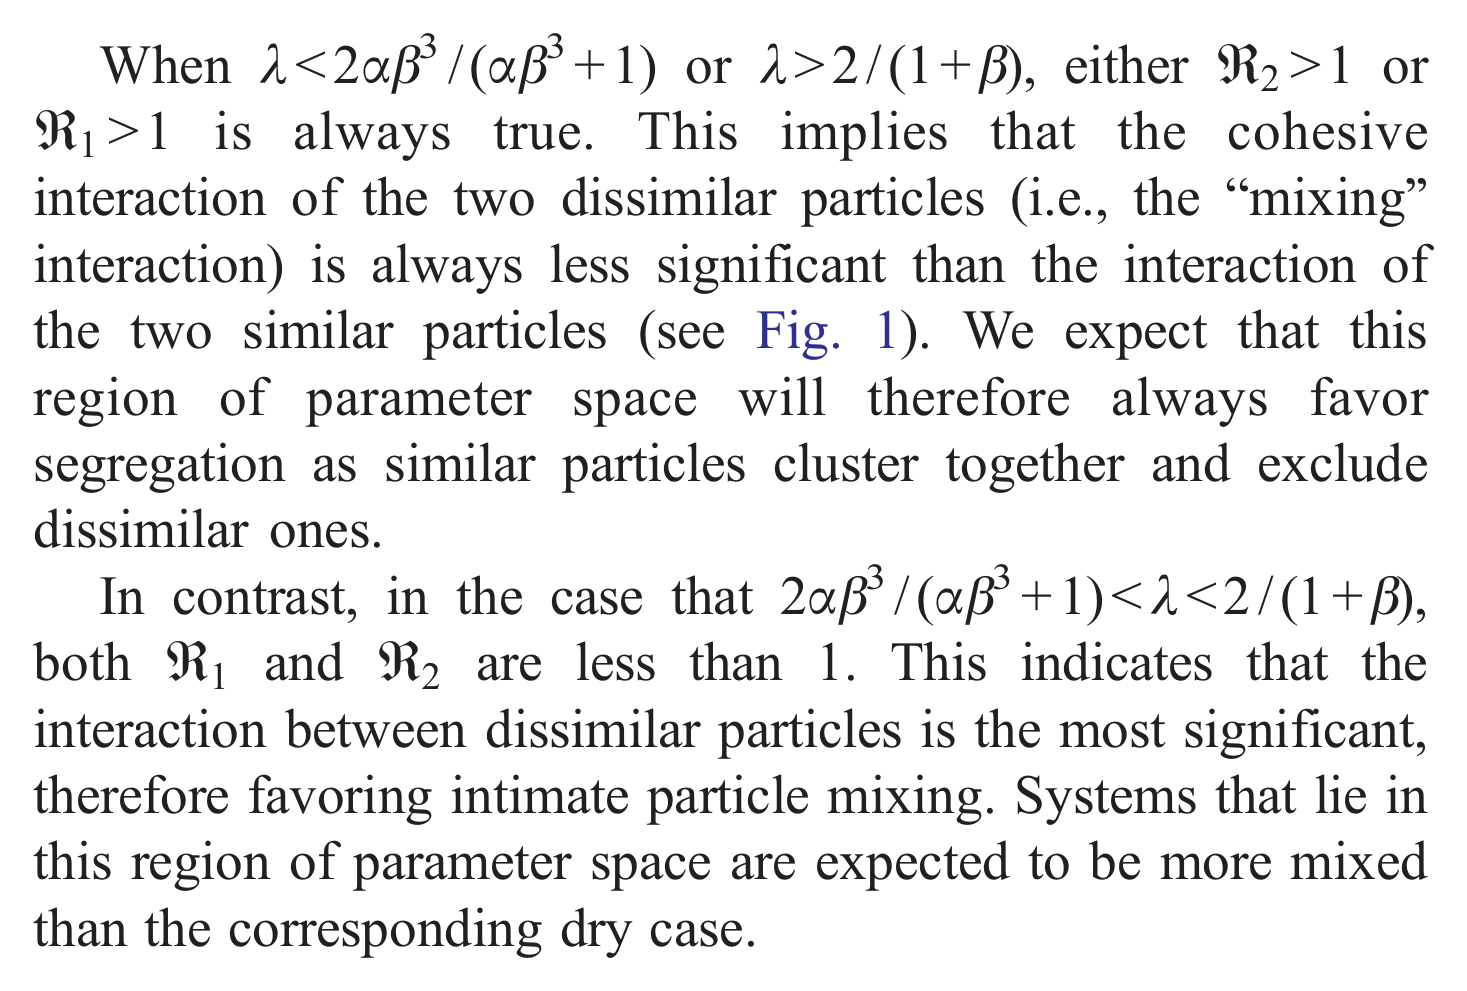 When λ<2αβ³/(αβ³+1) or λ>2/(1+β), either ℜ₂>1 or
ℜ₁>1 is always true. This implies that the cohesive
interaction of the two dissimilar particles (i.e., the “mixing”
interaction) is always less significant than the interaction of
the two similar particles (see Fig. 1). We expect that this
region of parameter space will therefore always favor
segregation as similar particles cluster together and exclude
dissimilar ones.
In contrast, in the case that 2αβ³/(αβ³+1)<λ<2/(1+β),
both ℜ₁ and ℜ₂ are less than 1. This indicates that the
interaction between dissimilar particles is the most significant,
therefore favoring intimate particle mixing. Systems that lie in
this region of parameter space are expected to be more mixed
than the corresponding dry case.